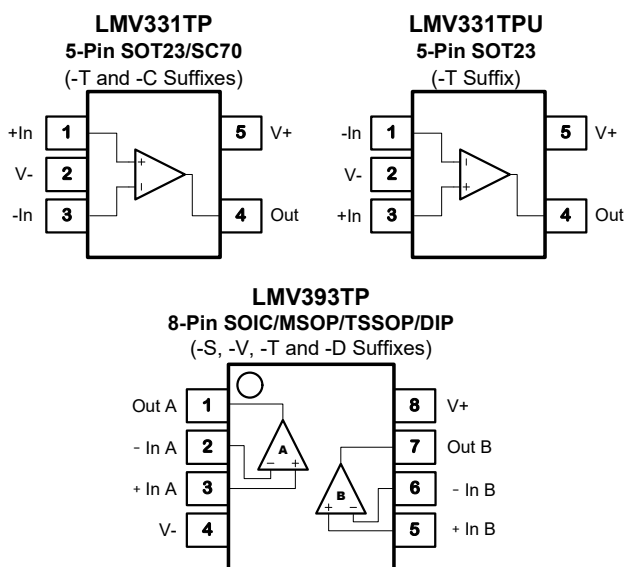 LMV331TP
5-Pin SOT23/SC70
(-T and -C Suffixes)
+In 1 5 V+
V- 2
-In 3 4 Out
+
−
LMV331TPU
5-Pin SOT23
(-T Suffix)
-In 1 5 V+
V- 2
+In 3 4 Out
−
+
LMV393TP
8-Pin SOIC/MSOP/TSSOP/DIP
(-S, -V, -T and -D Suffixes)
Out A 1 8 V+
− In A 2 A 7 Out B
− +
+ In A 3 B 6 − In B
+ −
V- 4 5 + In B